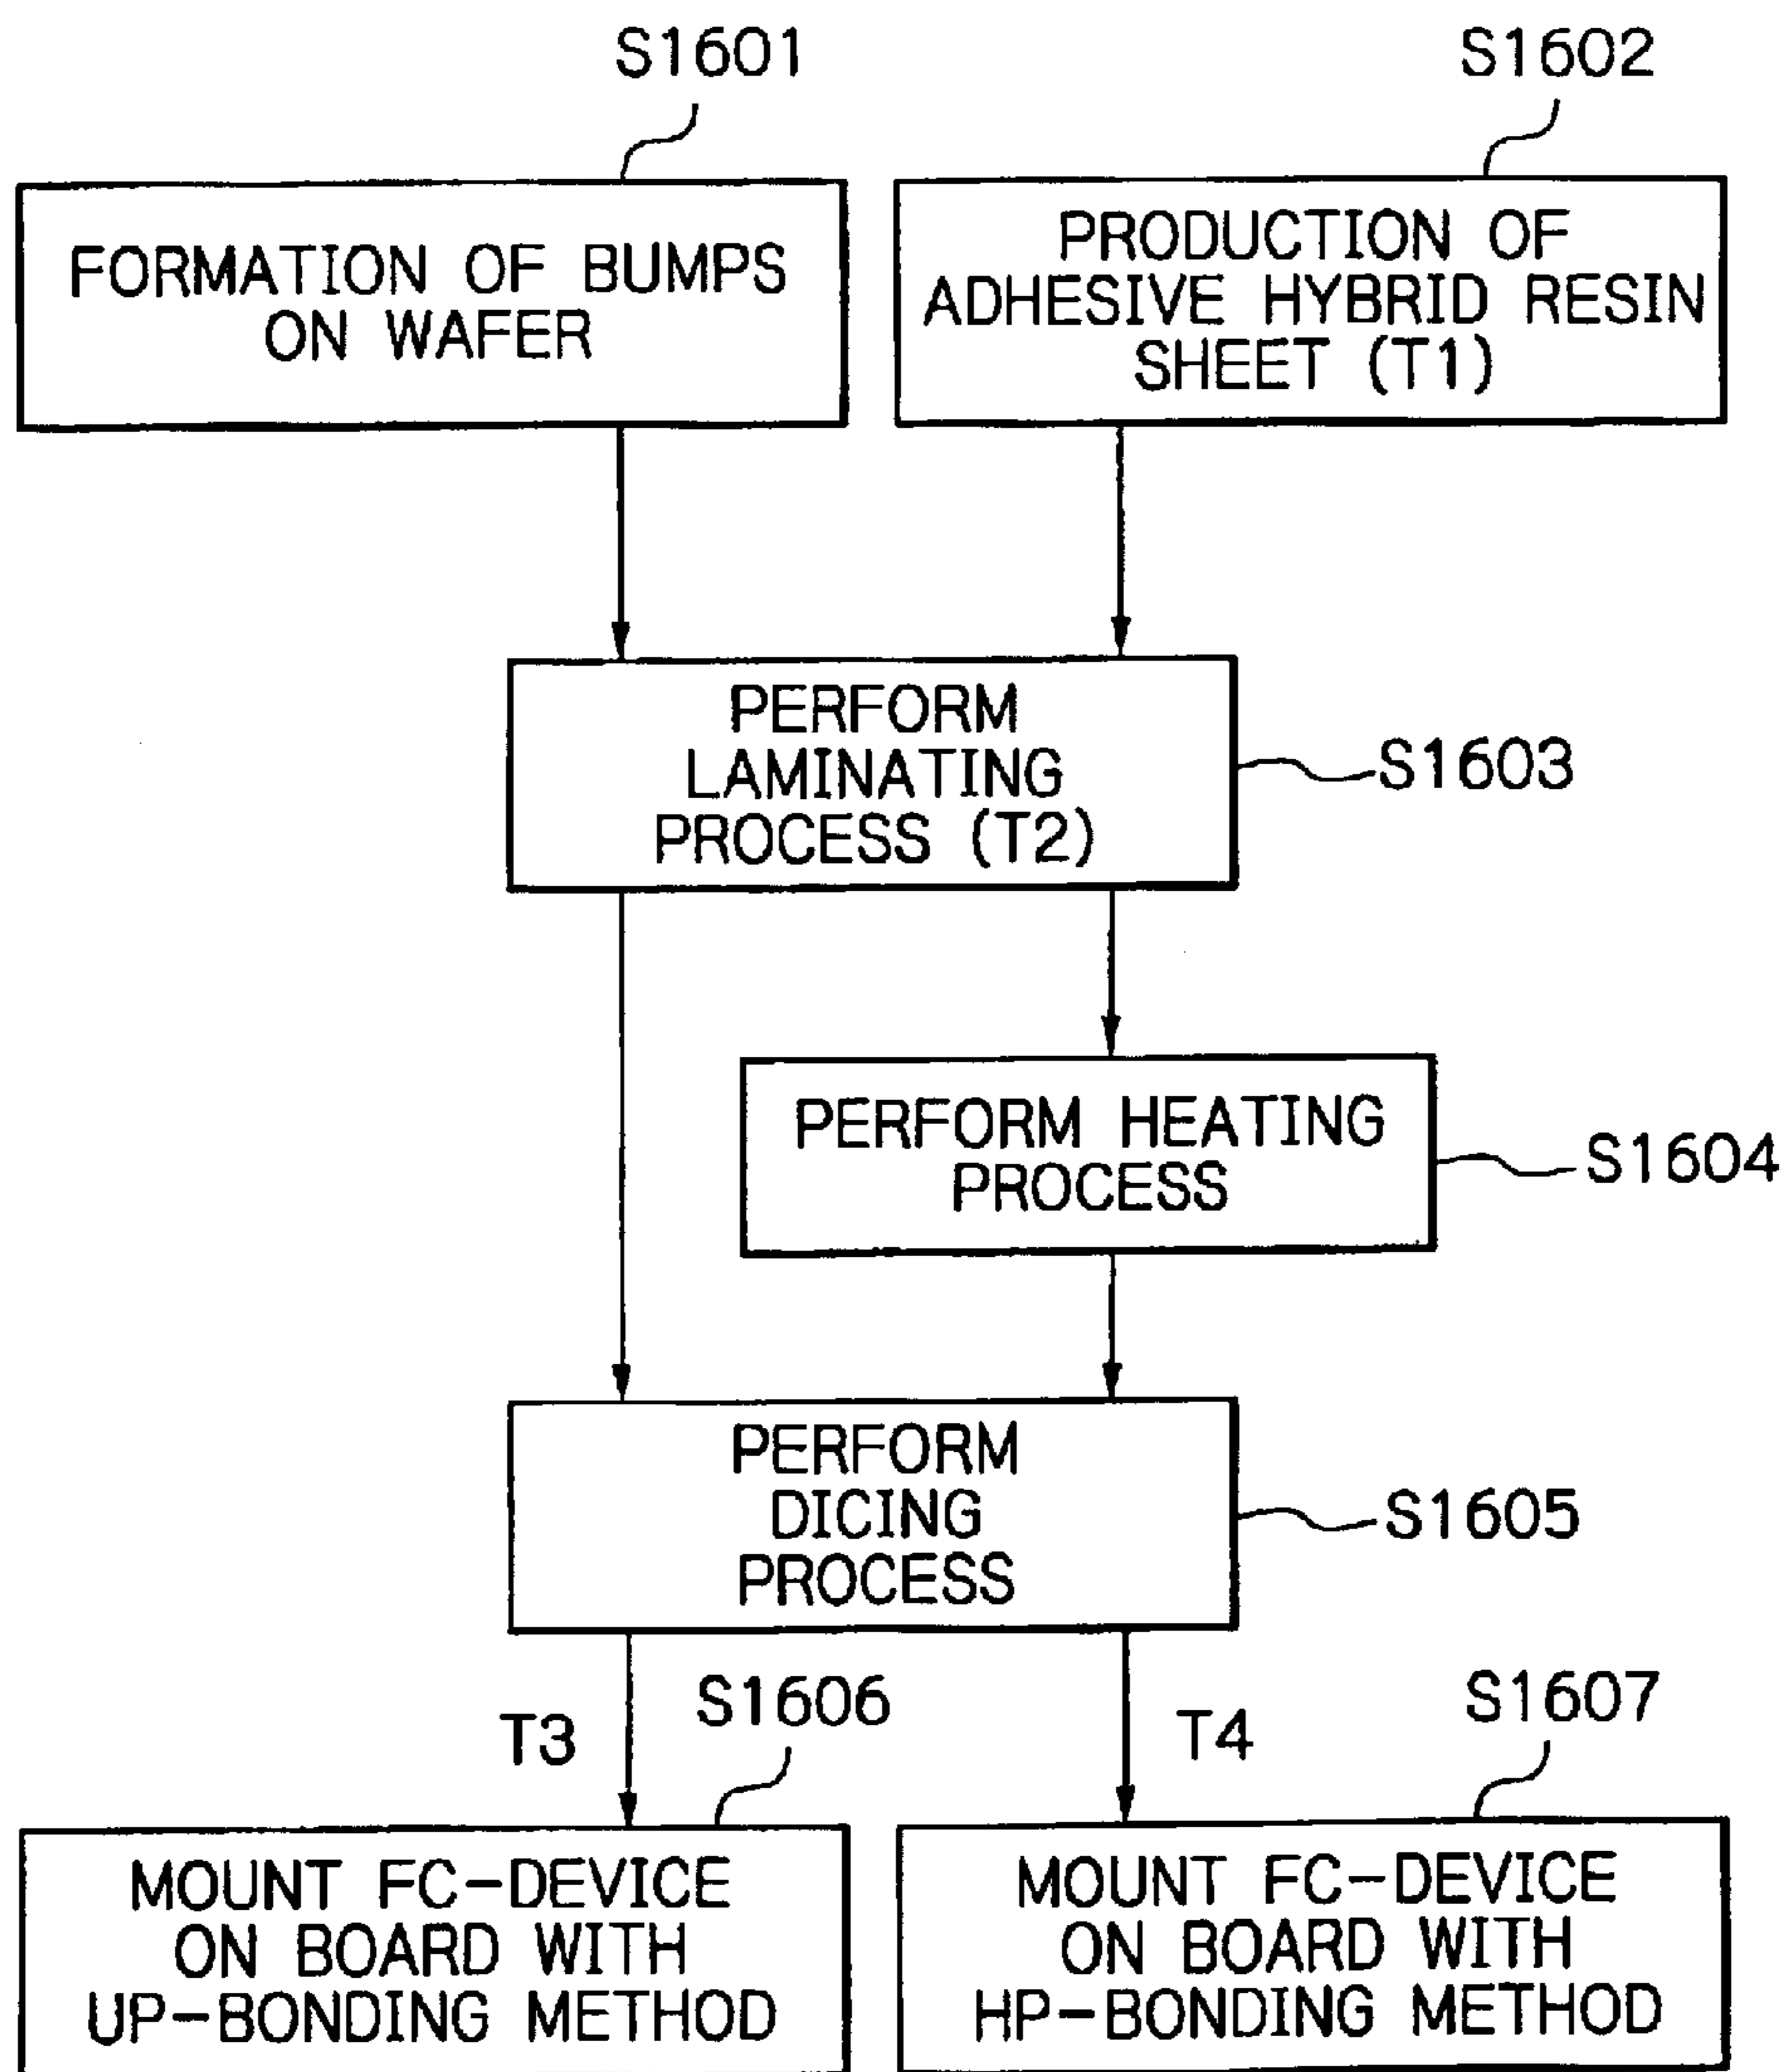 S1601
S1602
FORMATION OF BUMPS
ON WAFER
PRODUCTION OF
ADHESIVE HYBRID RESIN
SHEET (T1)
PERFORM
LAMINATING
PROCESS (T2)
S1603
PERFORM HEATING
PROCESS
S1604
PERFORM
DICING
PROCESS
S1605
T3
S1606
T4
S1607
MOUNT FC-DEVICE
ON BOARD WITH
UP-BONDING METHOD
MOUNT FC-DEVICE
ON BOARD WITH
HP-BONDING METHOD